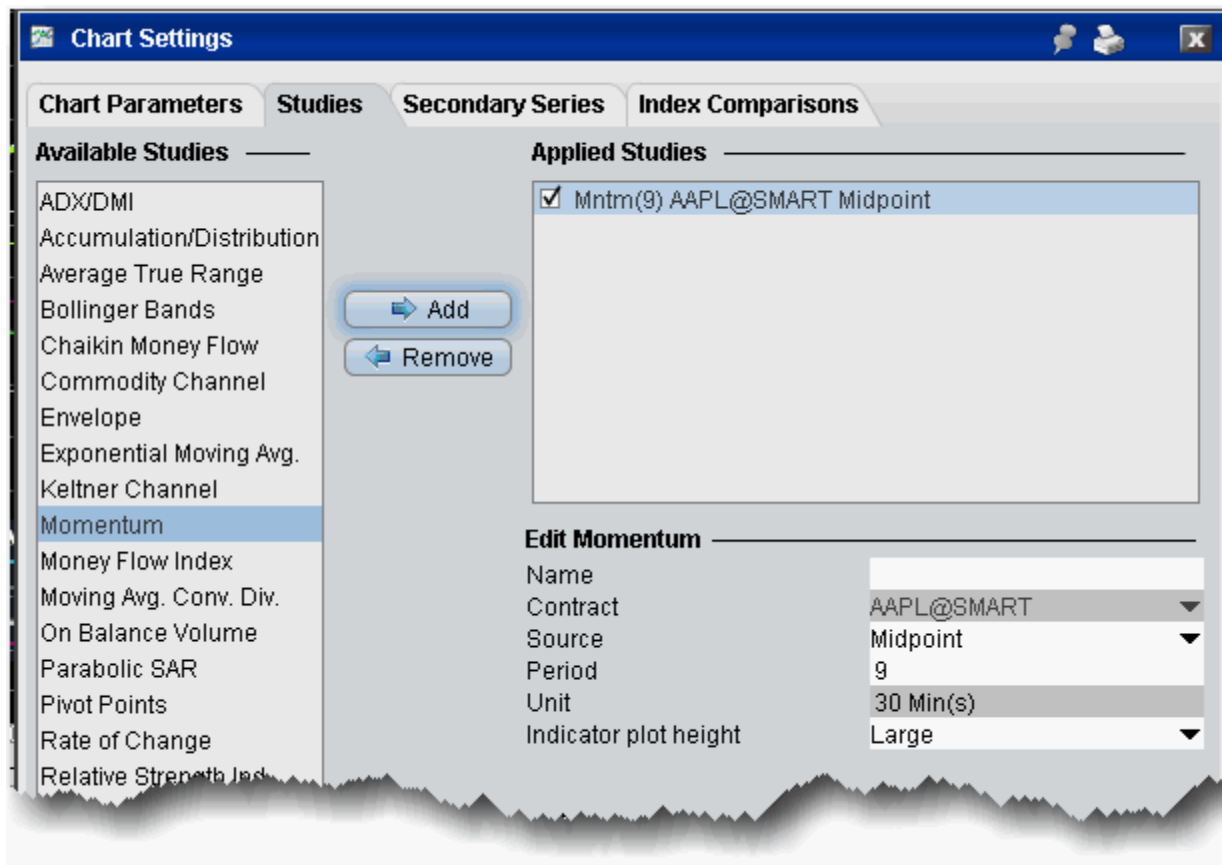 Chart Settings
Chart Parameters Studies Secondary Series Index Comparisons
Available Studies
ADX/DMI
Accumulation/Distribution
Average True Range
Bollinger Bands
Chaikin Money Flow
Commodity Channel
Envelope
Exponential Moving Avg.
Keltner Channel
Momentum
Money Flow Index
Moving Avg. Conv. Div.
On Balance Volume
Parabolic SAR
Pivot Points
Rate of Change
Relative Strength
Add
Remove
Applied Studies
Mntm(9) AAPL@SMART Midpoint
Edit Momentum
Name
Contract AAPL@SMART
Source Midpoint
Period 9
Unit 30 Min(s)
Indicator plot height Large